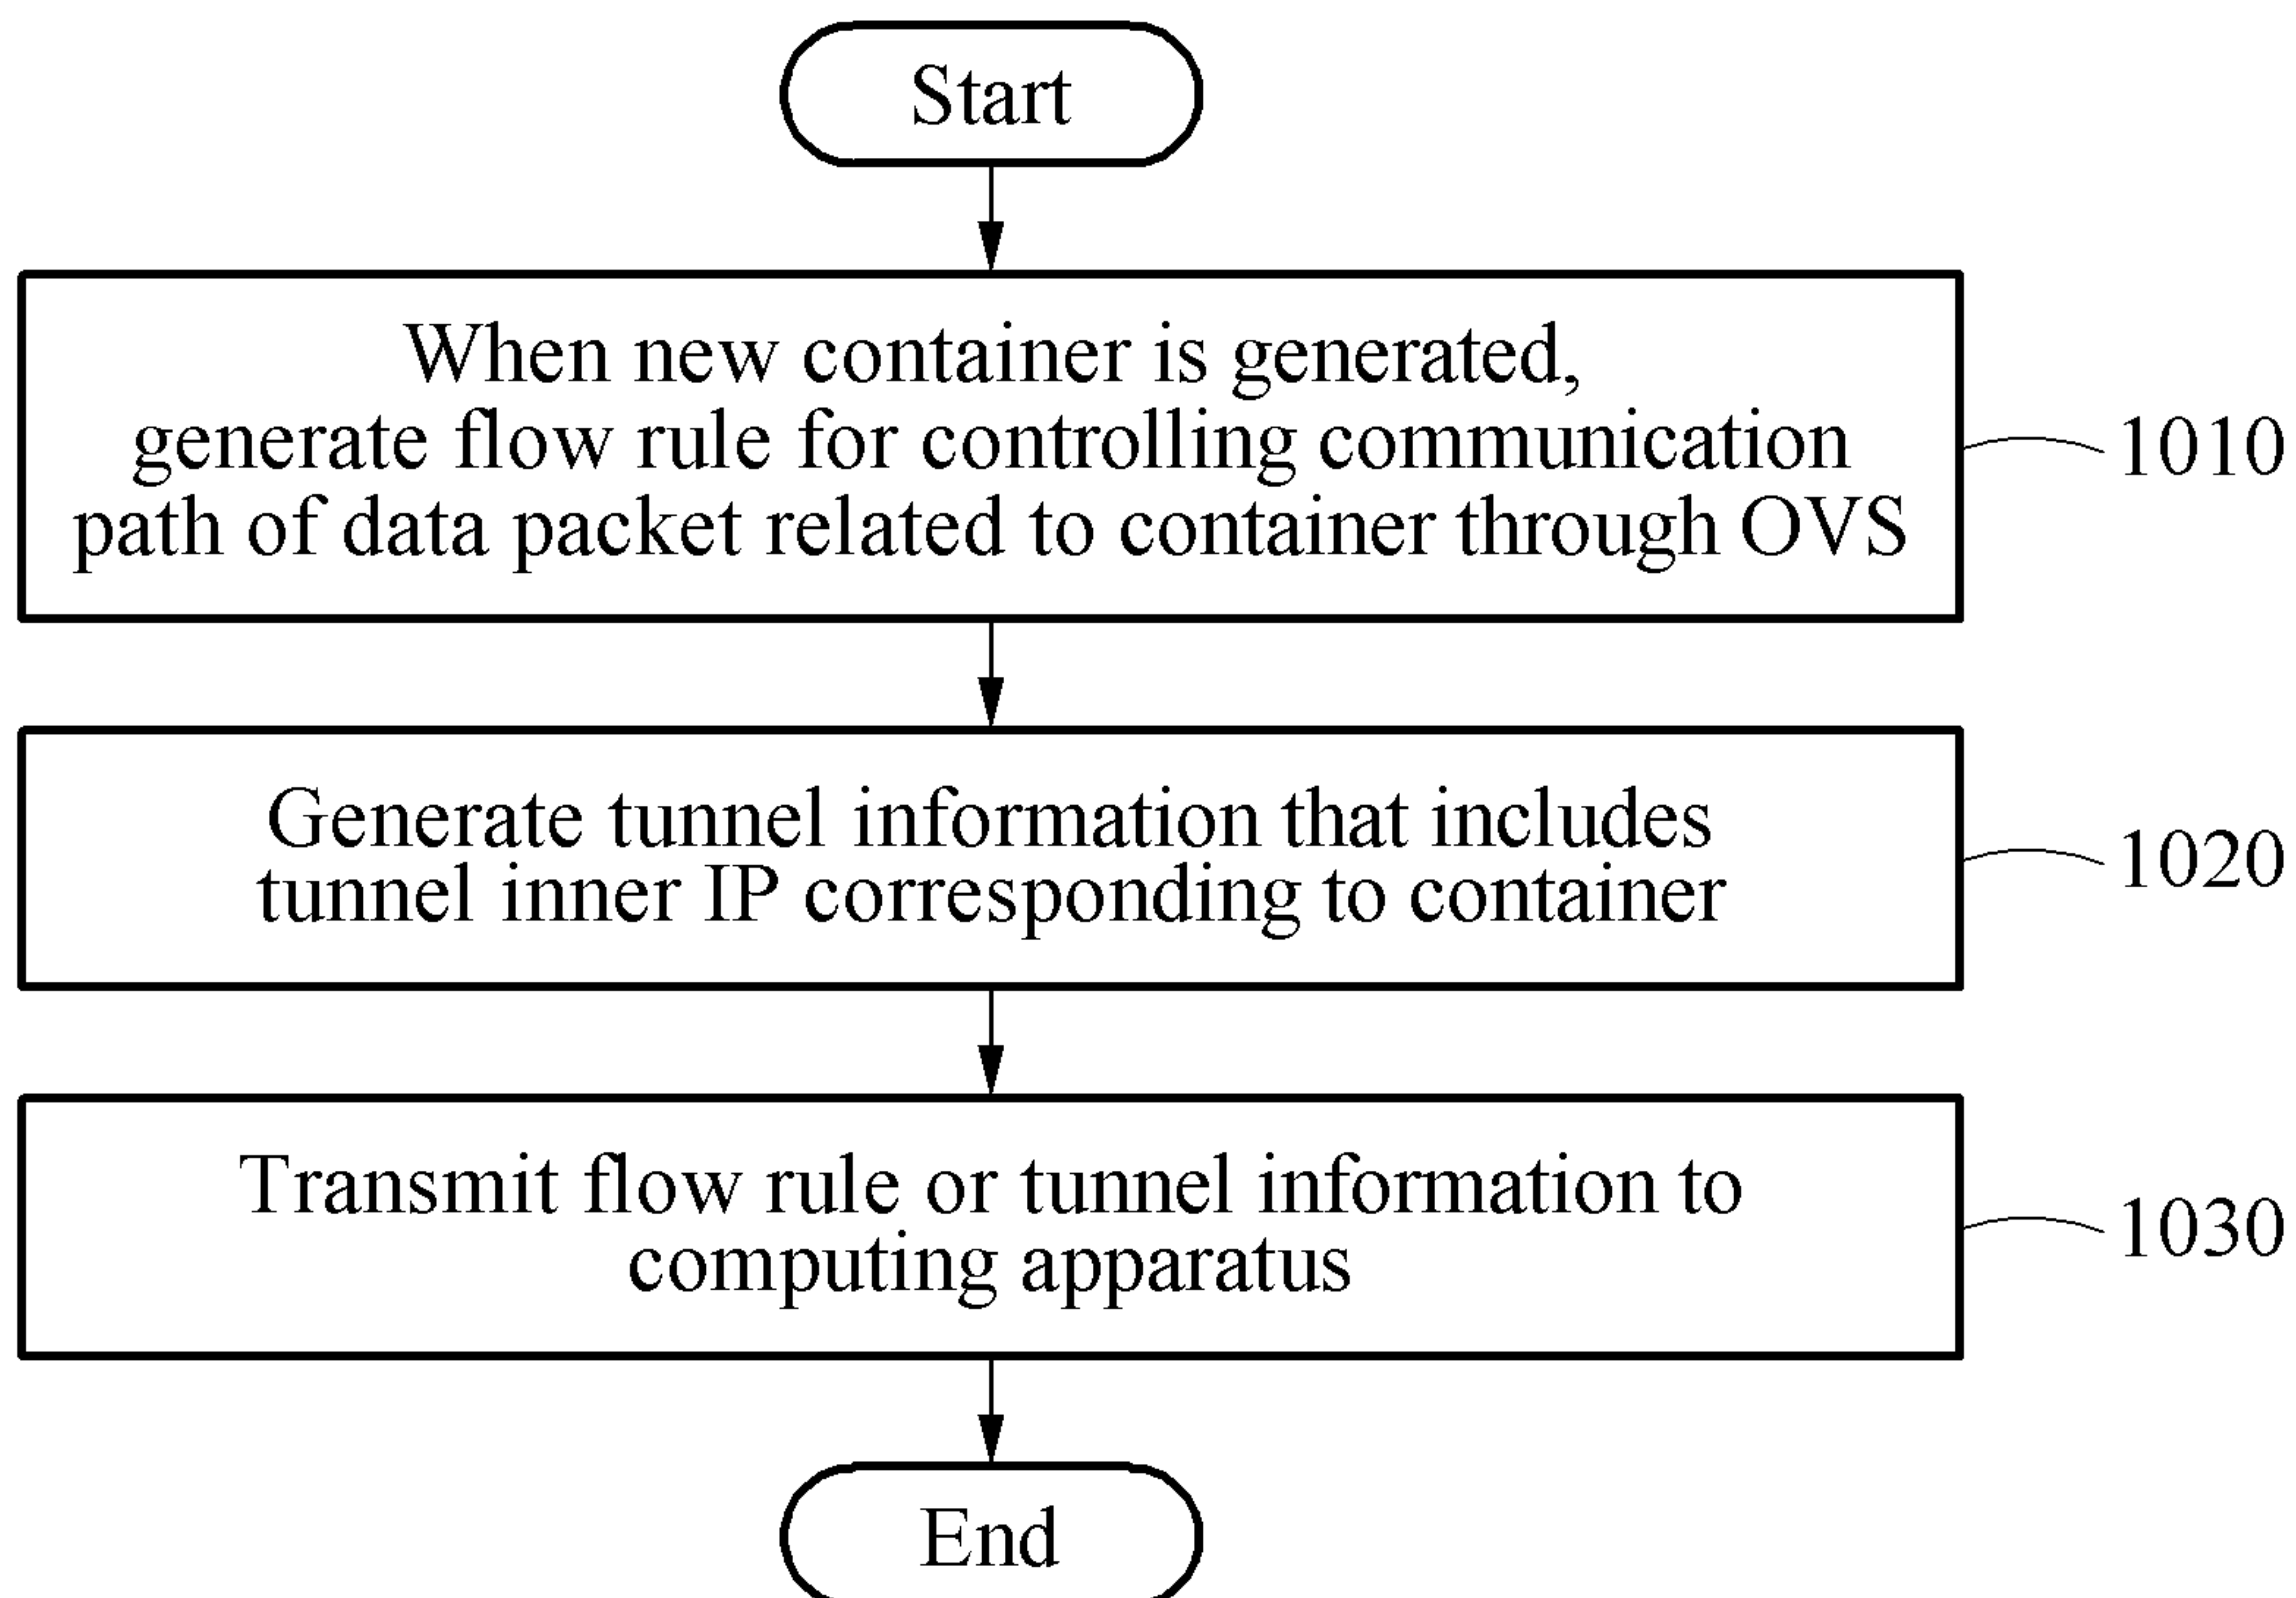 Start
When new container is generated,
generate flow rule for controlling communication
path of data packet related to container through OVS
1010
Generate tunnel information that includes
tunnel inner IP corresponding to container
1020
Transmit flow rule or tunnel information to
computing apparatus
1030
End